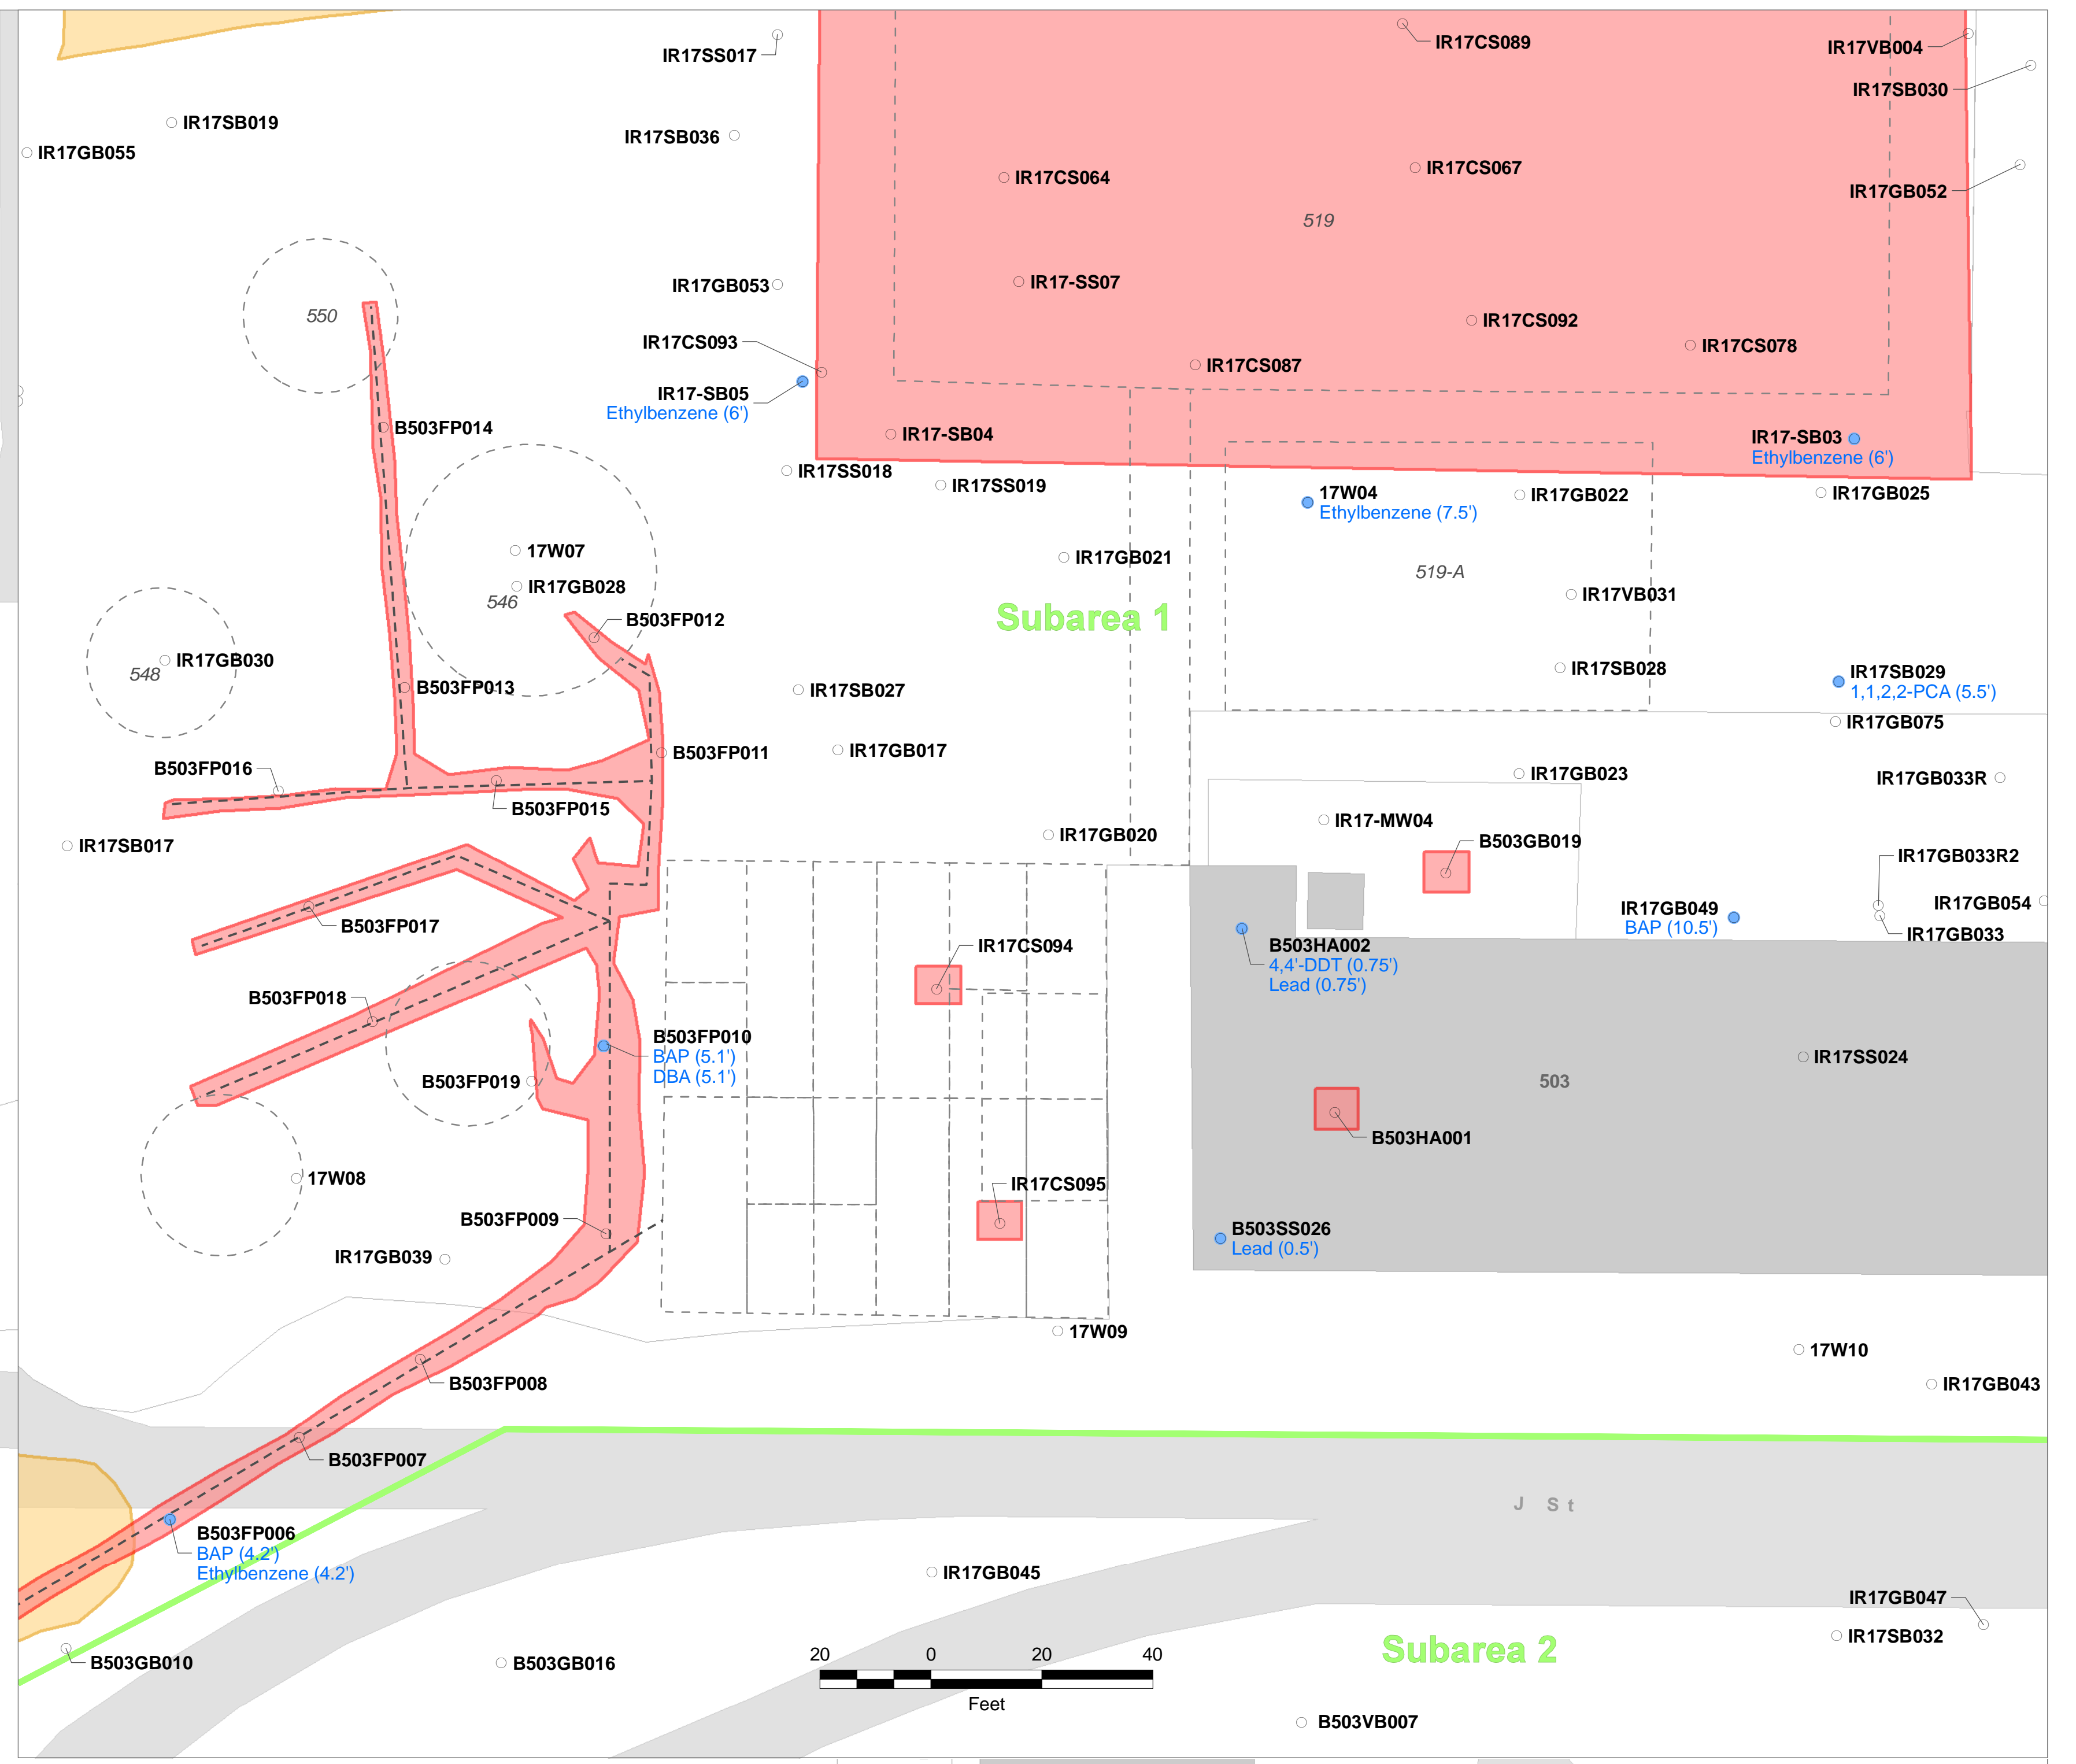 IR17SS017
IR17CS089
IR17VB004
IR17SB030
IR17SB019
IR17GB055
IR17SB036
IR17CS064
IR17CS067
IR17GB052
519
IR17GB053
IR17-SS07
550
IR17CS093
IR17CS092
IR17CS078
IR17CS087
IR17-SB05
Ethylbenzene (6')
B503FP014
IR17-SB04
IR17-SB03
Ethylbenzene (6')
IR17SS018
IR17SS019
17W04
Ethylbenzene (7.5')
IR17GB022
IR17GB025
17W07
IR17GB021
519-A
IR17GB028
546
IR17VB031
B503FP012
Subarea 1
IR17GB030
548
IR17SB028
IR17SB029
1,1,2,2-PCA (5.5')
B503FP013
IR17SB027
IR17GB075
B503FP011
IR17GB017
B503FP016
IR17GB023
IR17GB033R
B503FP015
IR17-MW04
IR17GB020
B503GB019
IR17SB017
IR17GB033R2
IR17GB054
IR17GB049
BAP (10.5')
B503FP017
IR17GB033
IR17CS094
B503HA002
4,4'-DDT (0.75')
Lead (0.75')
B503FP018
B503FP010
BAP (5.1')
DBA (5.1')
IR17SS024
B503FP019
503
B503HA001
17W08
IR17CS095
B503FP009
B503SS026
Lead (0.5')
IR17GB039
17W09
17W10
B503FP008
IR17GB043
B503FP007
J St
B503FP006
BAP (4.2')
Ethylbenzene (4.2')
IR17GB045
IR17GB047
IR17SB032
B503GB010
B503GB016
Subarea 2
20 0 20 40
Feet
B503VB007